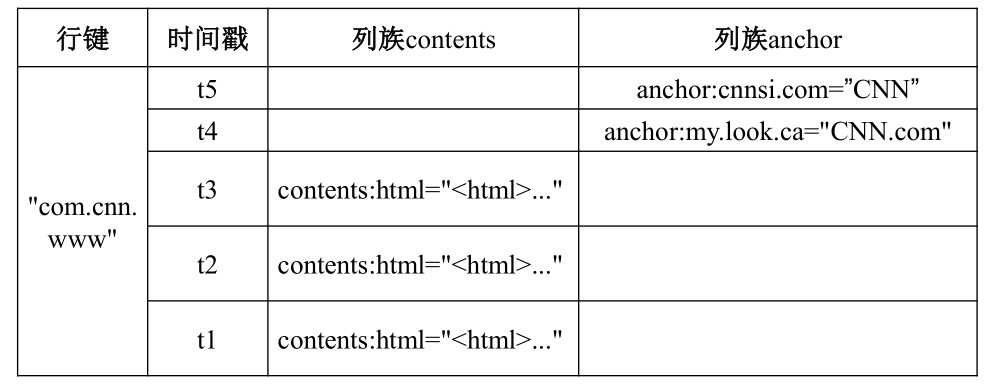 行键 时间戳 列族contents 列族anchor
t5 anchor:cnnsi.com=”CNN”
t4 anchor:my.look.ca="CNN.com"
"com.cnn.
www"
t3 contents:html="<html>..."
t2 contents:html="<html>..."
t1 contents:html="<html>..."